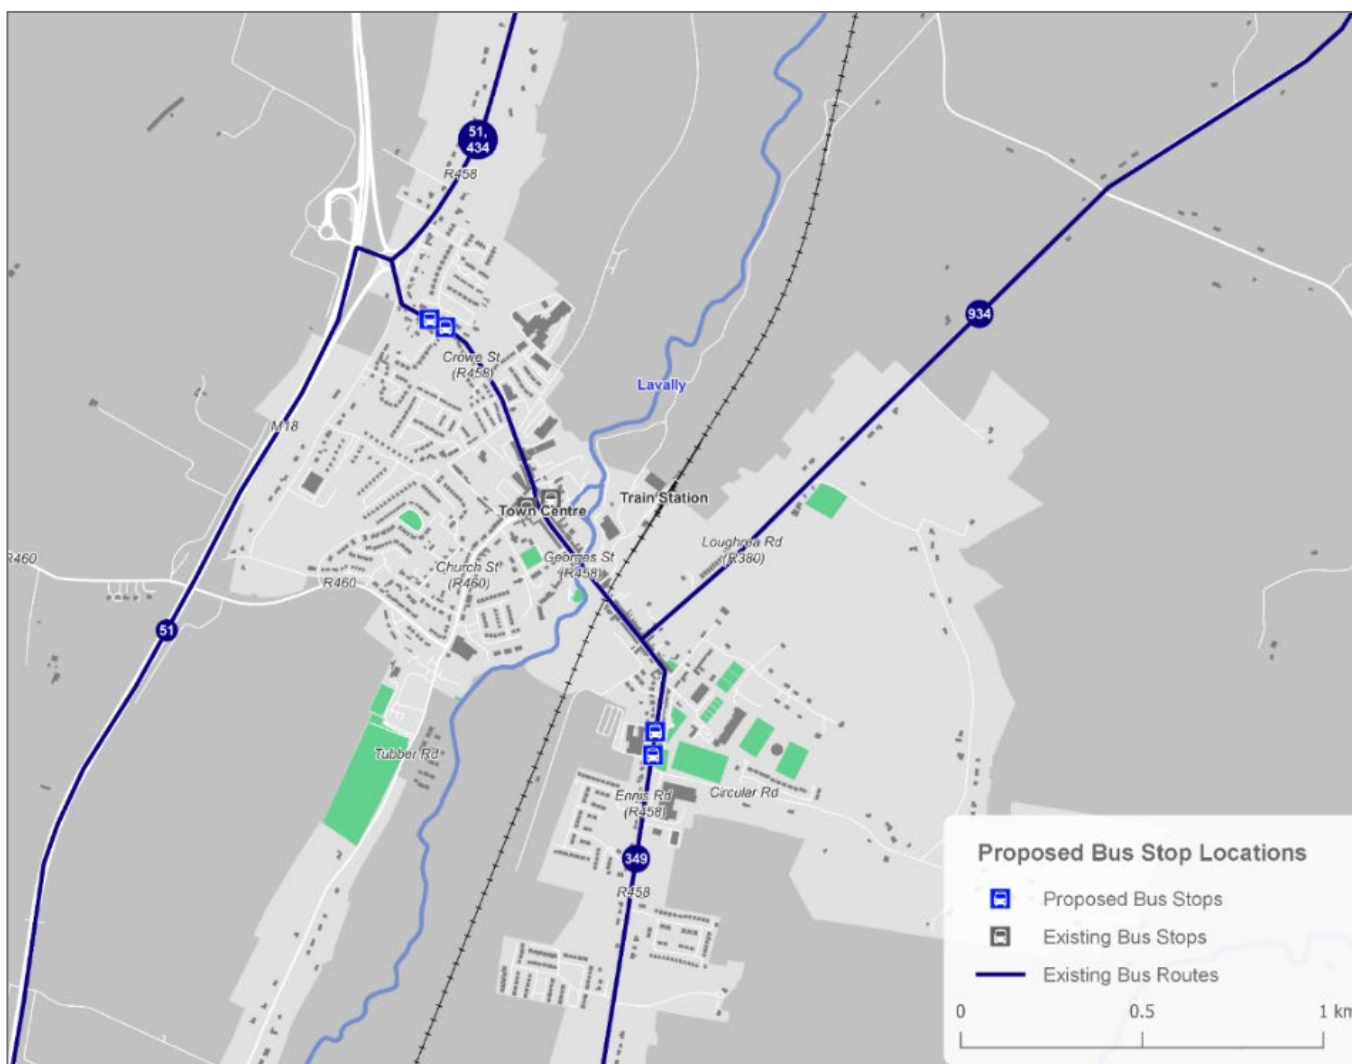 51,
434
R458
934
Crowe St
(R458)
Lavally
M18
Train Station
Town Centre
Loughrea Rd
(R380)
Georges St
(R458)
Church St
(R460)
R460
R460
51
Tubber Rd
Circular Rd
Ennis Rd
(R458)
349
R458
Proposed Bus Stop Locations
Proposed Bus Stops
Existing Bus Stops
Existing Bus Routes
0
0.5
1 km